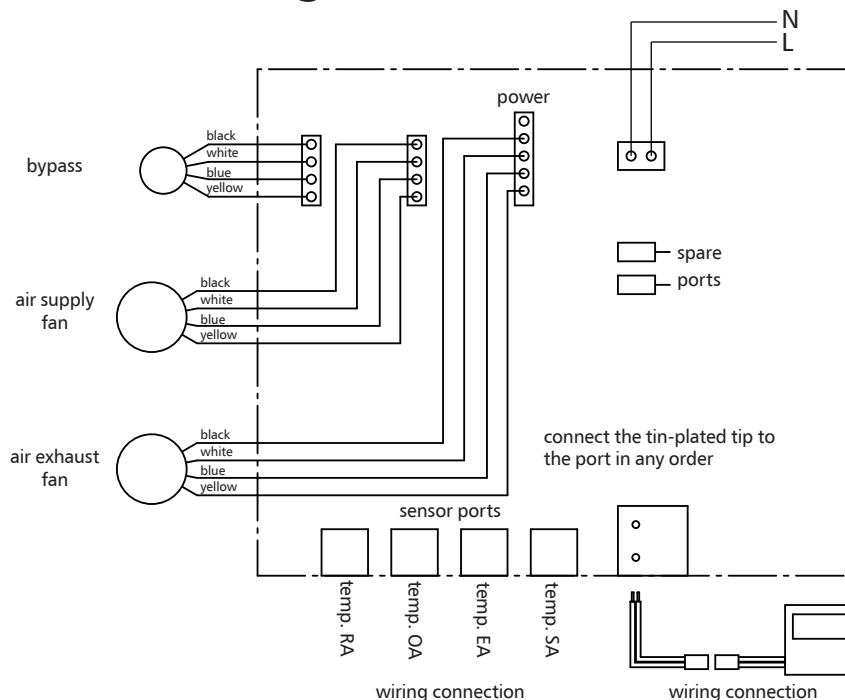 N
L
power
bypass
black
white
blue
yellow
spare
ports
air supply
fan
black
white
blue
yellow
air exhaust
fan
black
white
blue
yellow
connect the tin-plated tip to
the port in any order
sensor ports
temp. RA
temp. OA
temp. EA
temp. SA
wiring connection
wiring connection